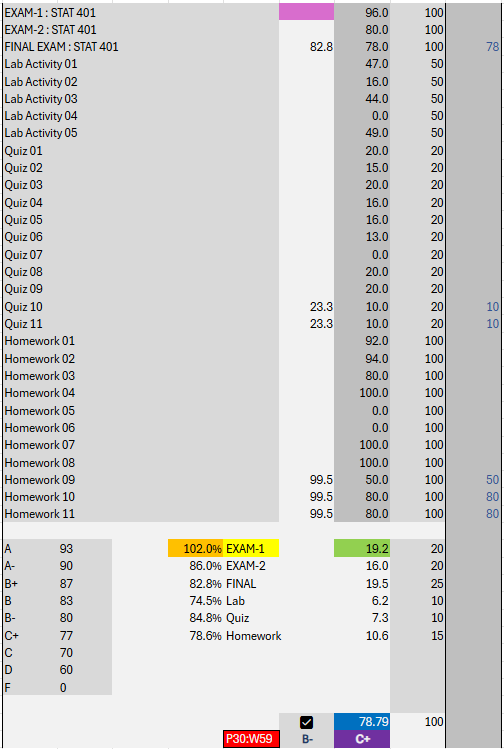 EXAM-1 : STAT 401 96.0 100
EXAM-2 : STAT 401 80.0 100
FINAL EXAM : STAT 401 82.8 78.0 100 78
Lab Activity 01 47.0 50
Lab Activity 02 16.0 50
Lab Activity 03 44.0 50
Lab Activity 04 0.0 50
Lab Activity 05 49.0 50
Quiz 01 20.0 20
Quiz 02 15.0 20
Quiz 03 20.0 20
Quiz 04 16.0 20
Quiz 05 16.0 20
Quiz 06 13.0 20
Quiz 07 0.0 20
Quiz 08 20.0 20
Quiz 09 20.0 20
Quiz 10 23.3 10.0 20 10
Quiz 11 23.3 10.0 20 10
Homework 01 92.0 100
Homework 02 94.0 100
Homework 03 80.0 100
Homework 04 100.0 100
Homework 05 0.0 100
Homework 06 0.0 100
Homework 07 100.0 100
Homework 08 100.0 100
Homework 09 99.5 50.0 100 50
Homework 10 99.5 80.0 100 80
Homework 11 99.5 80.0 100 80
A 93 102.0% EXAM-1 19.2 20
A- 90 86.0% EXAM-2 16.0 20
B+ 87 82.8% FINAL 19.5 25
B 83 74.5% Lab 6.2 10
B- 80 84.8% Quiz 7.3 10
C+ 77 78.6% Homework 10.6 15
C 70
D 60
F 0
78.79 100
P30:W59 B- C+